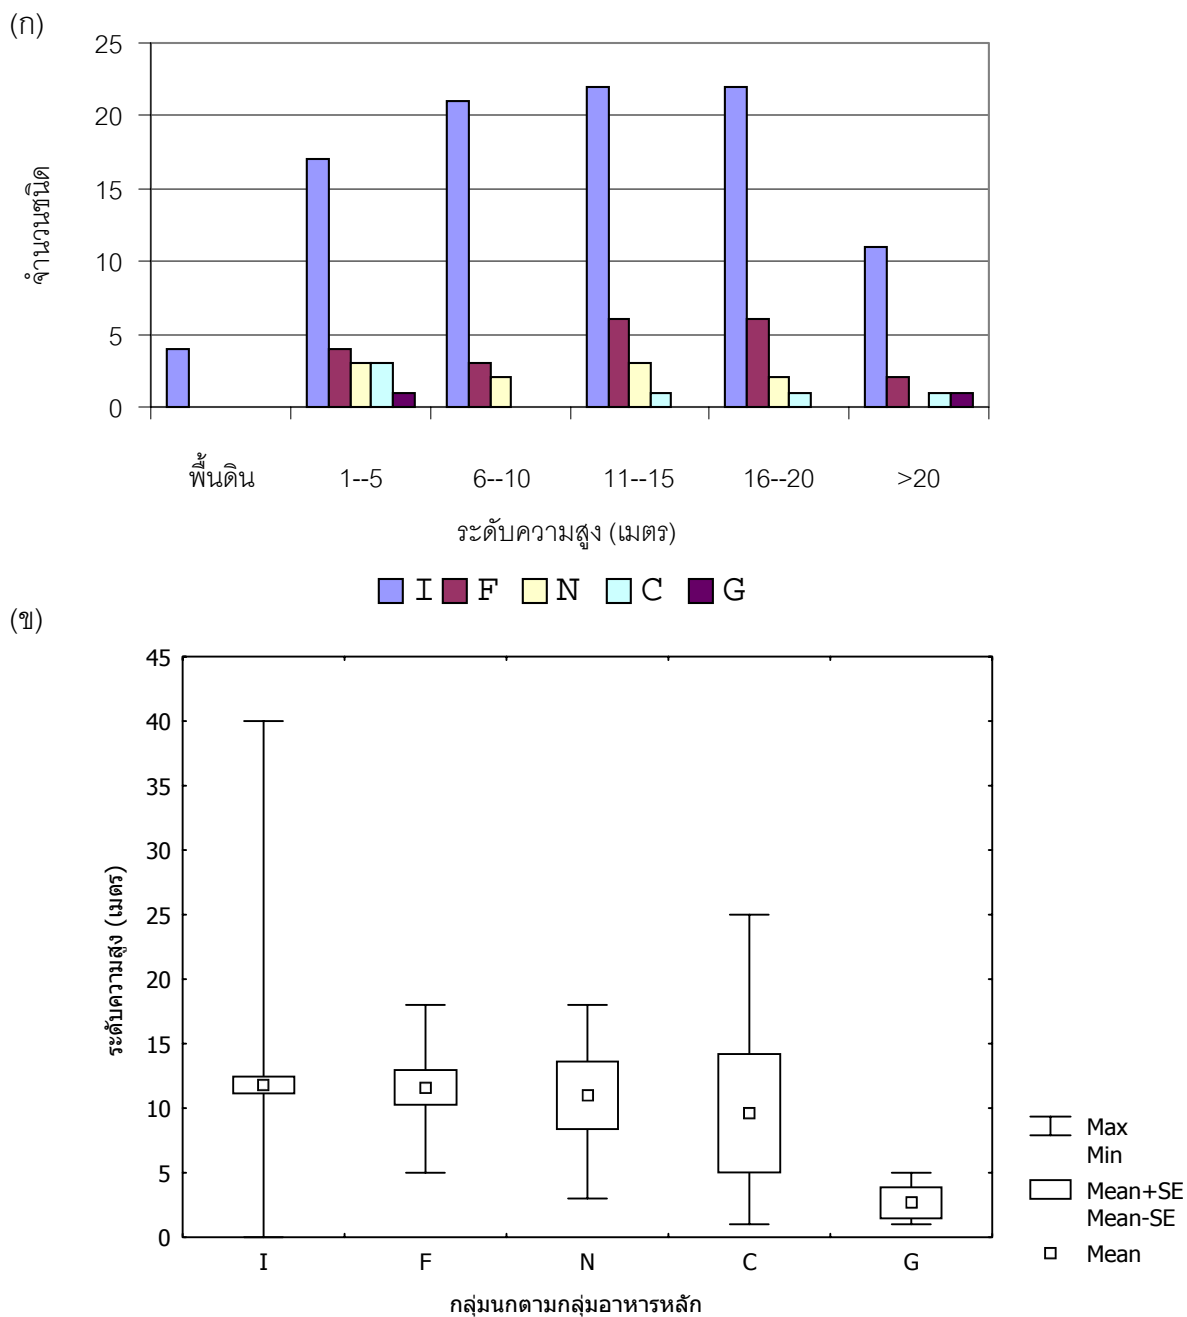 (ก)
25
20
15
10
5
0
จำนวนชนิด
พื้นดิน 1--5 6--10 11--15 16--20 >20
ระดับความสูง (เมตร)
I F N C G
(ข)
45
40
35
30
25
20
15
10
5
0
ระดับความสูง (เมตร)
I F N C G
กลุ่มนกตามกลุ่มอาหารหลัก
Max
Min
Mean+SE
Mean-SE
Mean